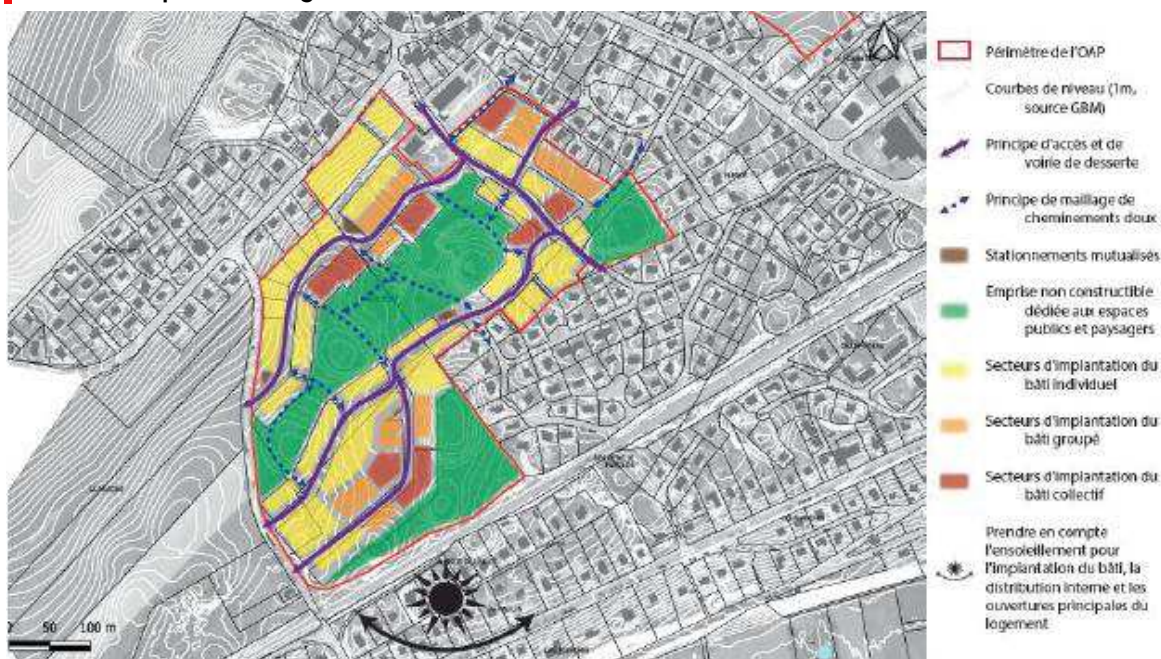 Périmètre de l'OAP
Courbes de niveau (1m,
source GBM)
Principe d'accès et de
voirie de desserte
Principe de maillage de
cheminements doux
Stationnements mutualisés
Emprise non constructible
dédiée aux espaces
publics et paysagers
Secteurs d'implantation du
bâti individuel
Secteurs d'implantation du
bâti groupé
Secteurs d'implantation du
bâti collectif
Prendre en compte
l'ensoleillement pour
l'implantation du bâti, la
distribution interne et les
ouvertures principales du
logement
50 100 m